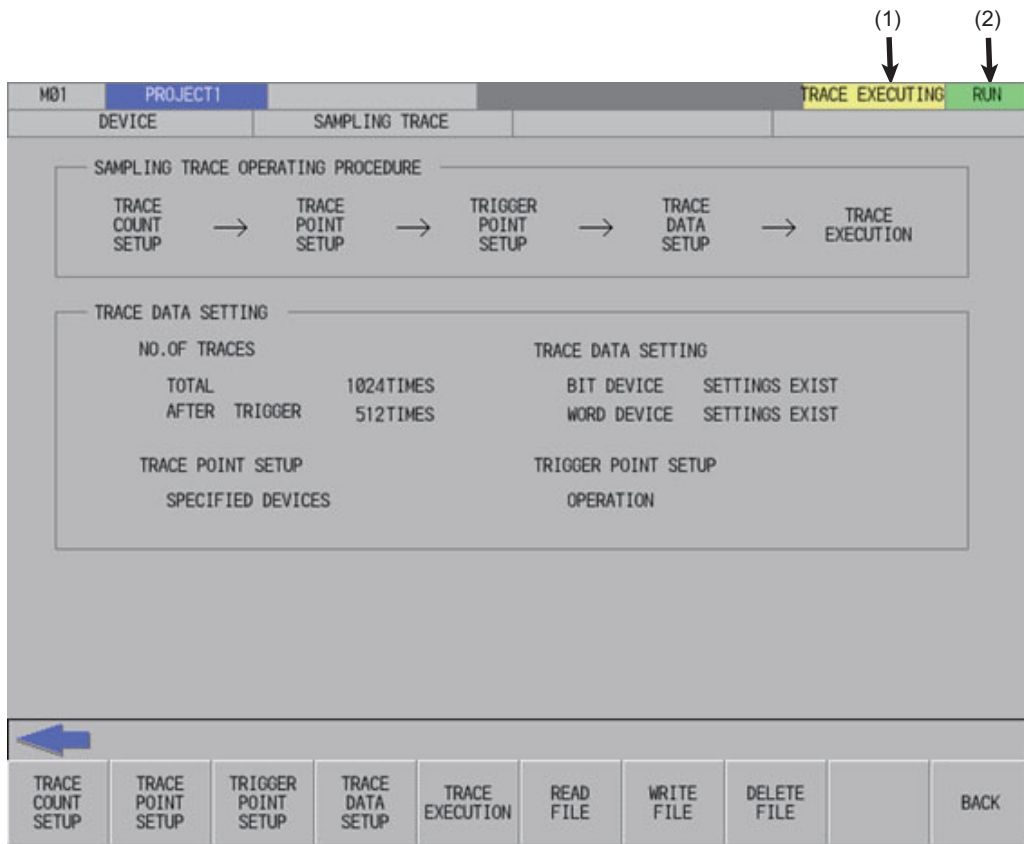 (1) (2)
MØ1 PROJECT1 TRACE EXECUTING RUN
DEVICE SAMPLING TRACE
SAMPLING TRACE OPERATING PROCEDURE
TRACE COUNT SETUP → TRACE POINT SETUP → TRIGGER POINT SETUP → TRACE DATA SETUP → TRACE EXECUTION
TRACE DATA SETTING
NO.OF TRACES TRACE DATA SETTING
TOTAL 1024TIMES BIT DEVICE SETTINGS EXIST
AFTER TRIGGER 512TIMES WORD DEVICE SETTINGS EXIST
TRACE POINT SETUP TRIGGER POINT SETUP
SPECIFIED DEVICES OPERATION
TRACE COUNT SETUP TRACE POINT SETUP TRIGGER POINT SETUP TRACE DATA SETUP TRACE EXECUTION READ FILE WRITE FILE DELETE FILE BACK